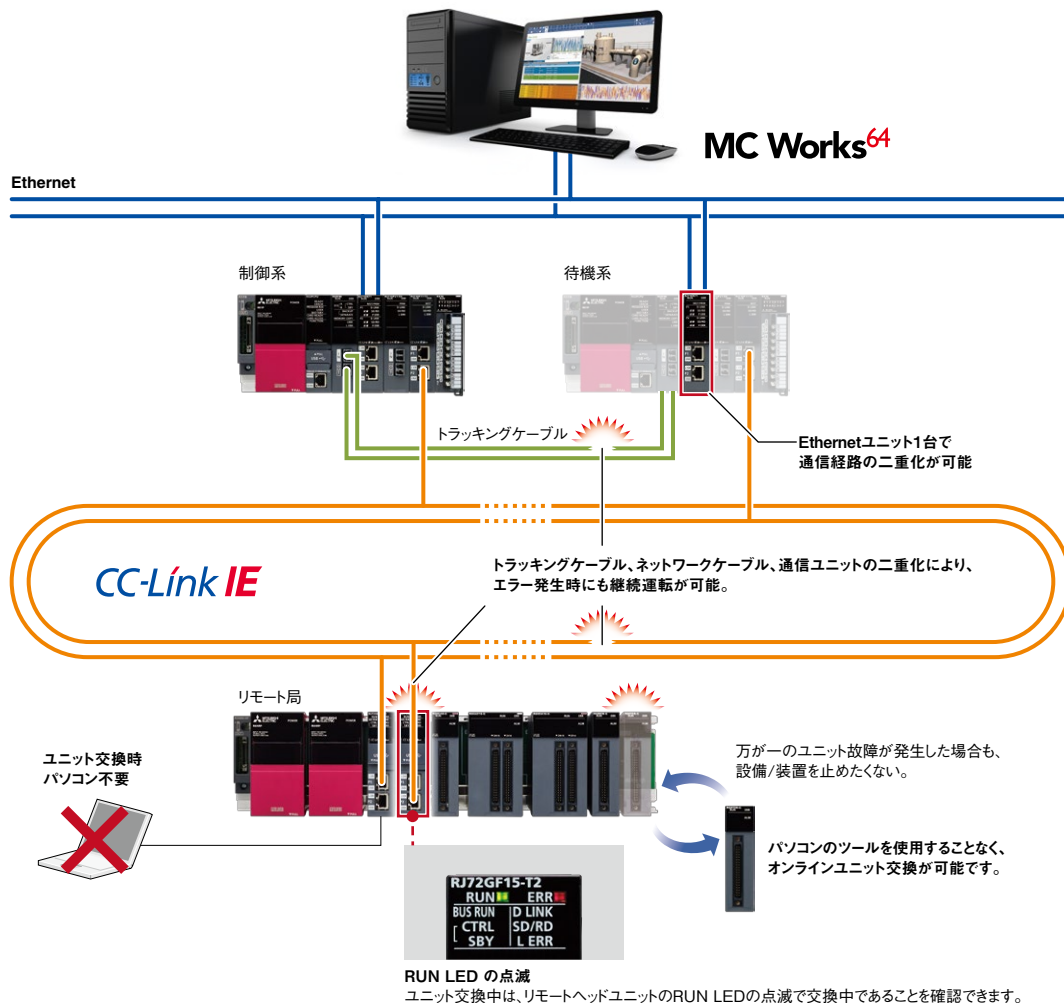 MC Works64
Ethernet
制御系
待機系
トラッキングケーブル
Ethernetユニット1台で
通信経路の二重化が可能
トラッキングケーブル、ネットワークケーブル、通信ユニットの二重化により、
エラー発生時にも継続運転が可能。
CC-Link IE
リモート局
ユニット交換時
パソコン不要
万が一のユニット故障が発生した場合も、
設備/装置を止めたくない。
パソコンのツールを使用することなく、
オンラインユニット交換が可能です。
RJ72GF15-T2
RUN ERR
BUS RUN D LINK
CTRL SD/RD
SBY L ERR
RUN LED の点滅
ユニット交換中は、リモートヘッドユニットのRUN LEDの点滅で交換中であることを確認できます。